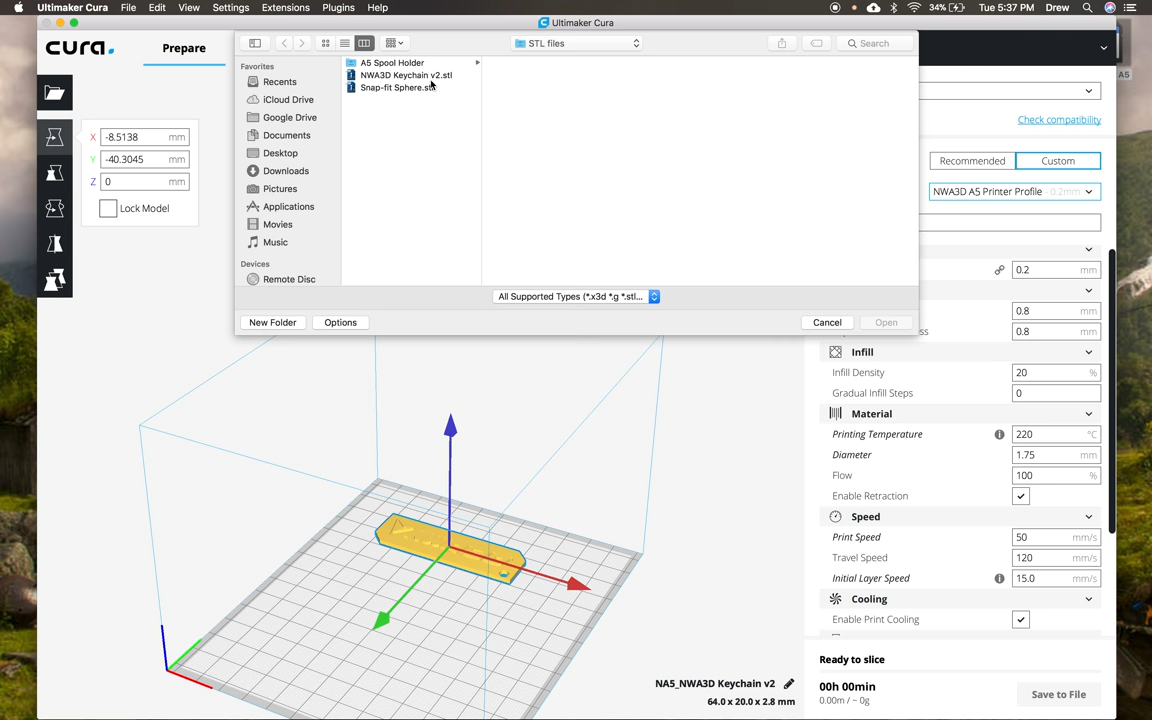 Ultimaker Cura File Edit View Settings Extensions Plugins Help 34% Tue 5:37 PM Drew
Ultimaker Cura
cura. Prepare
STL files
Search
A5
Favorites
Recents
iCloud Drive
Google Drive
Documents
Desktop
Downloads
Pictures
Applications
Movies
Music
Devices
Remote Disc
A5 Spool Holder
NWA3D Keychain v2.stl
Snap-fit Sphere.stl
All Supported Types (*.x3d *.g *.stl...
New Folder Options Cancel Open
X -8.5138 mm
Y -40.3045 mm
Z 0 mm
Lock Model
Check compatibility
Recommended Custom
NWA3D A5 Printer Profile - 0.2mm
0.2 mm
0.8 mm
ss 0.8 mm
Infill
Infill Density 20 %
Gradual Infill Steps 0
Material
Printing Temperature 220 °C
Diameter 1.75 mm
Flow 100 %
Enable Retraction
Speed
Print Speed 50 mm/s
Travel Speed 120 mm/s
Initial Layer Speed 15.0 mm/s
Cooling
Enable Print Cooling
NA5_NWA3D Keychain v2
64.0 x 20.0 x 2.8 mm
Ready to slice
00h 00min
0.00m / ~ 0g
Save to File